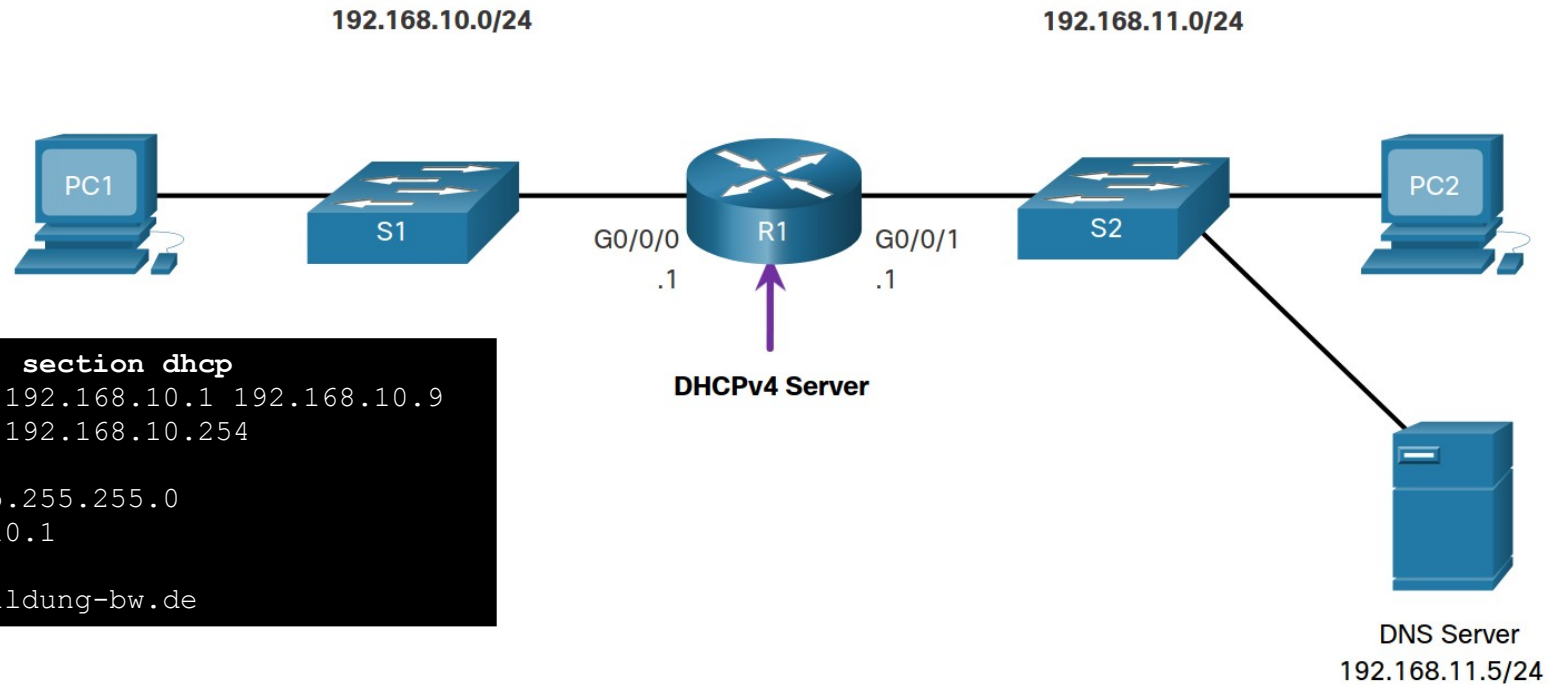 192.168.10.0/24
192.168.11.0/24
PC1
S1
R1
S2
PC2
G0/0/0
.1
G0/0/1
.1
section dhcp
192.168.10.1 192.168.10.9
192.168.10.254
.255.255.0
0.1
ldung-bw.de
DHCPv4 Server
DNS Server
192.168.11.5/24